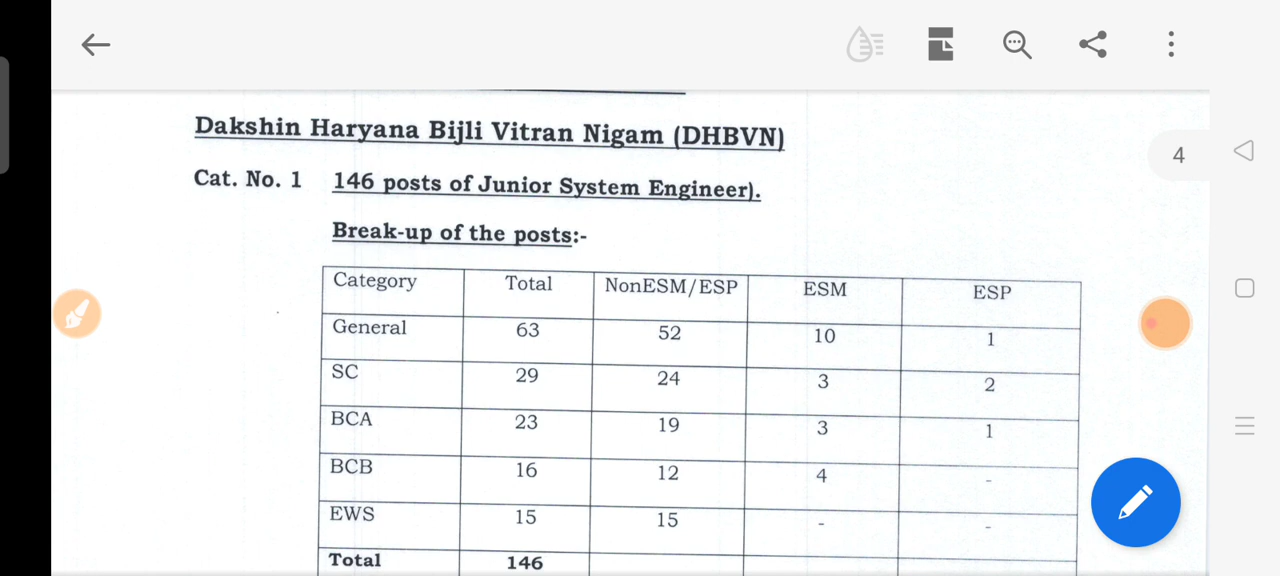 4
Dakshin Haryana Bijli Vitran Nigam (DHBVN)
Cat. No. 1 146 posts of Junior System Engineer).
Break-up of the posts:-
Category Total NonESM/ESP ESM ESP
General 63 52 10 1
SC 29 24 3 2
BCA 23 19 3 1
BCB 16 12 4 -
EWS 15 15 - -
Total 146